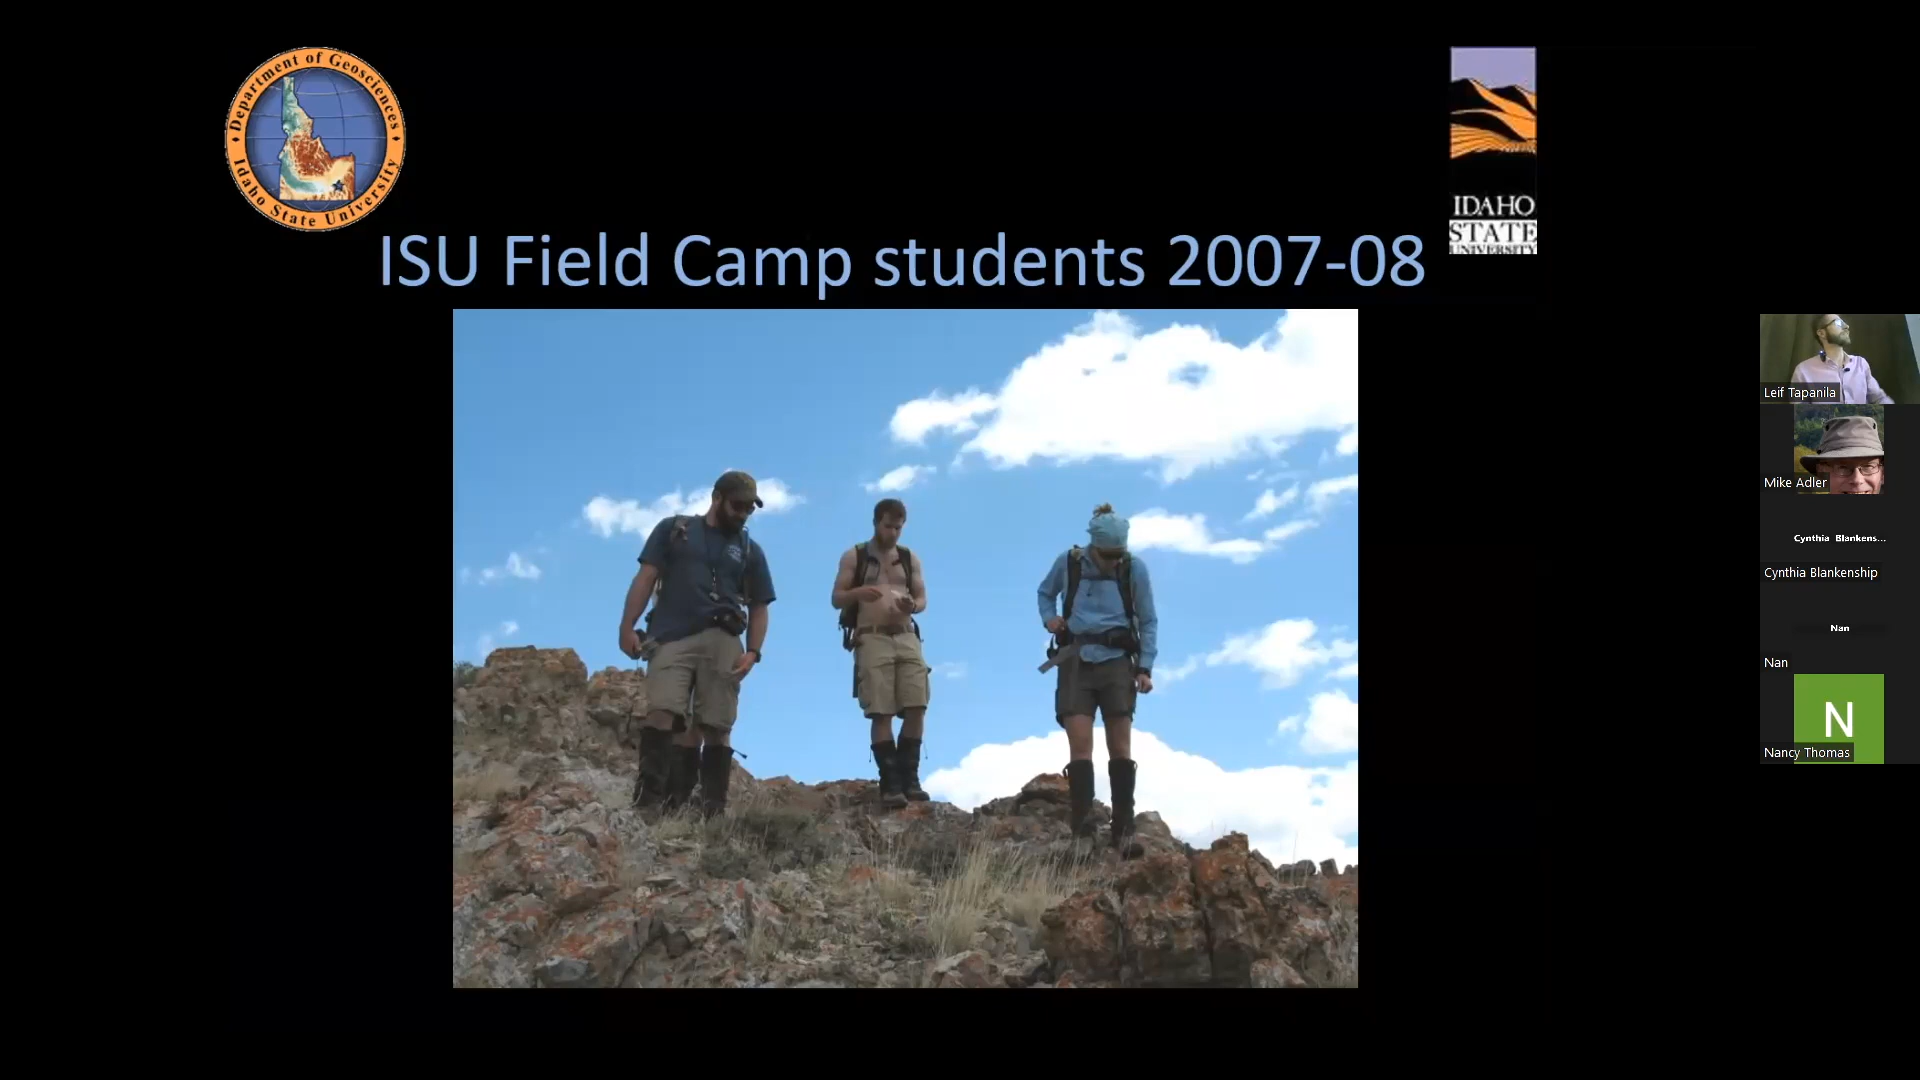 Department of Geosciences
Idaho State University
IDAHO
STATE
UNIVERSITY
ISU Field Camp students 2007-08
Leif Tapanila
Mike Adler
Cynthia Blankens...
Cynthia Blankenship
Nan
Nan
N
Nancy Thomas